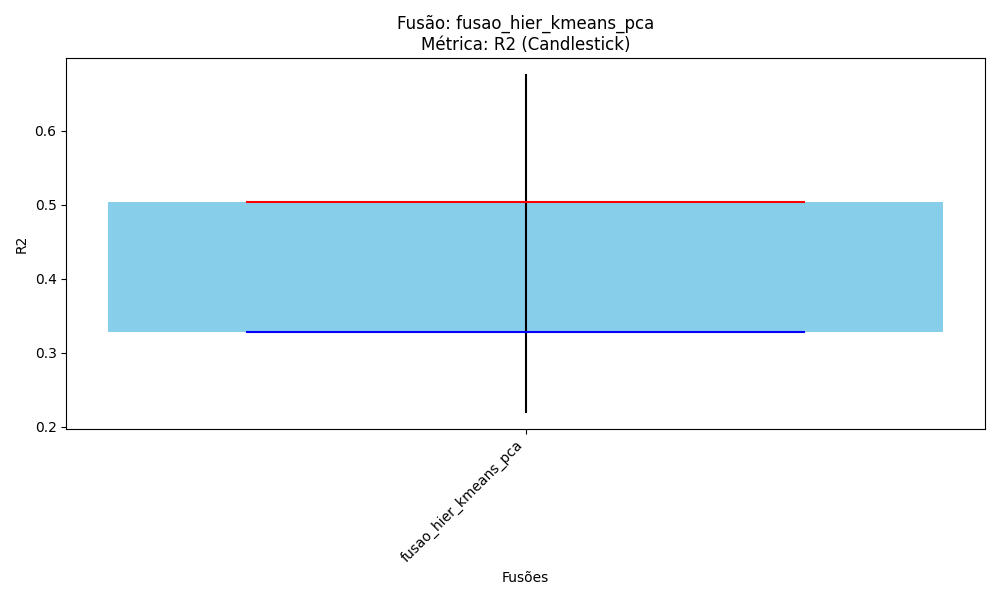 Fusão: fusao_hier_kmeans_pca
Métrica: R2 (Candlestick)
R2
0.6
0.5
0.4
0.3
0.2
fusao_hier_kmeans_pca
Fusões